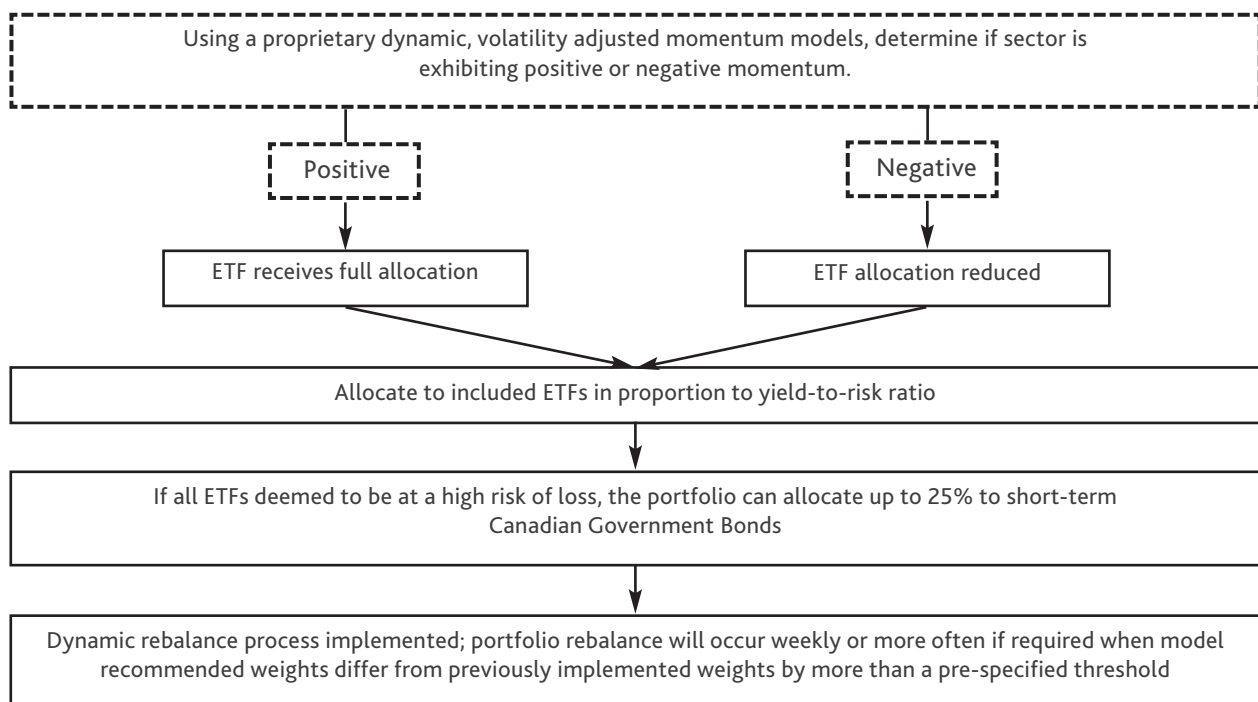 Using a proprietary dynamic, volatility adjusted momentum models, determine if sector is
exhibiting positive or negative momentum.
Positive
Negative
ETF receives full allocation
ETF allocation reduced
Allocate to included ETFs in proportion to yield-to-risk ratio
If all ETFs deemed to be at a high risk of loss, the portfolio can allocate up to 25% to short-term
Canadian Government Bonds
Dynamic rebalance process implemented; portfolio rebalance will occur weekly or more often if required when model
recommended weights differ from previously implemented weights by more than a pre-specified threshold